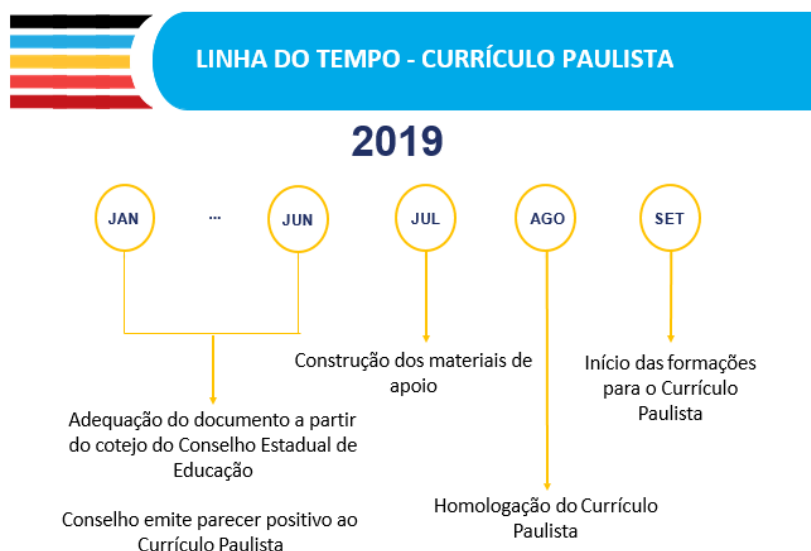 LINHA DO TEMPO - CURRÍCULO PAULISTA
2019
JAN
...
JUN
JUL
AGO
SET
Adequação do documento a partir
do cotejo do Conselho Estadual de
Educação
Conselho emite parecer positivo ao
Currículo Paulista
Construção dos materiais de
apoio
Homologação do Currículo
Paulista
Início das formações
para o Currículo
Paulista